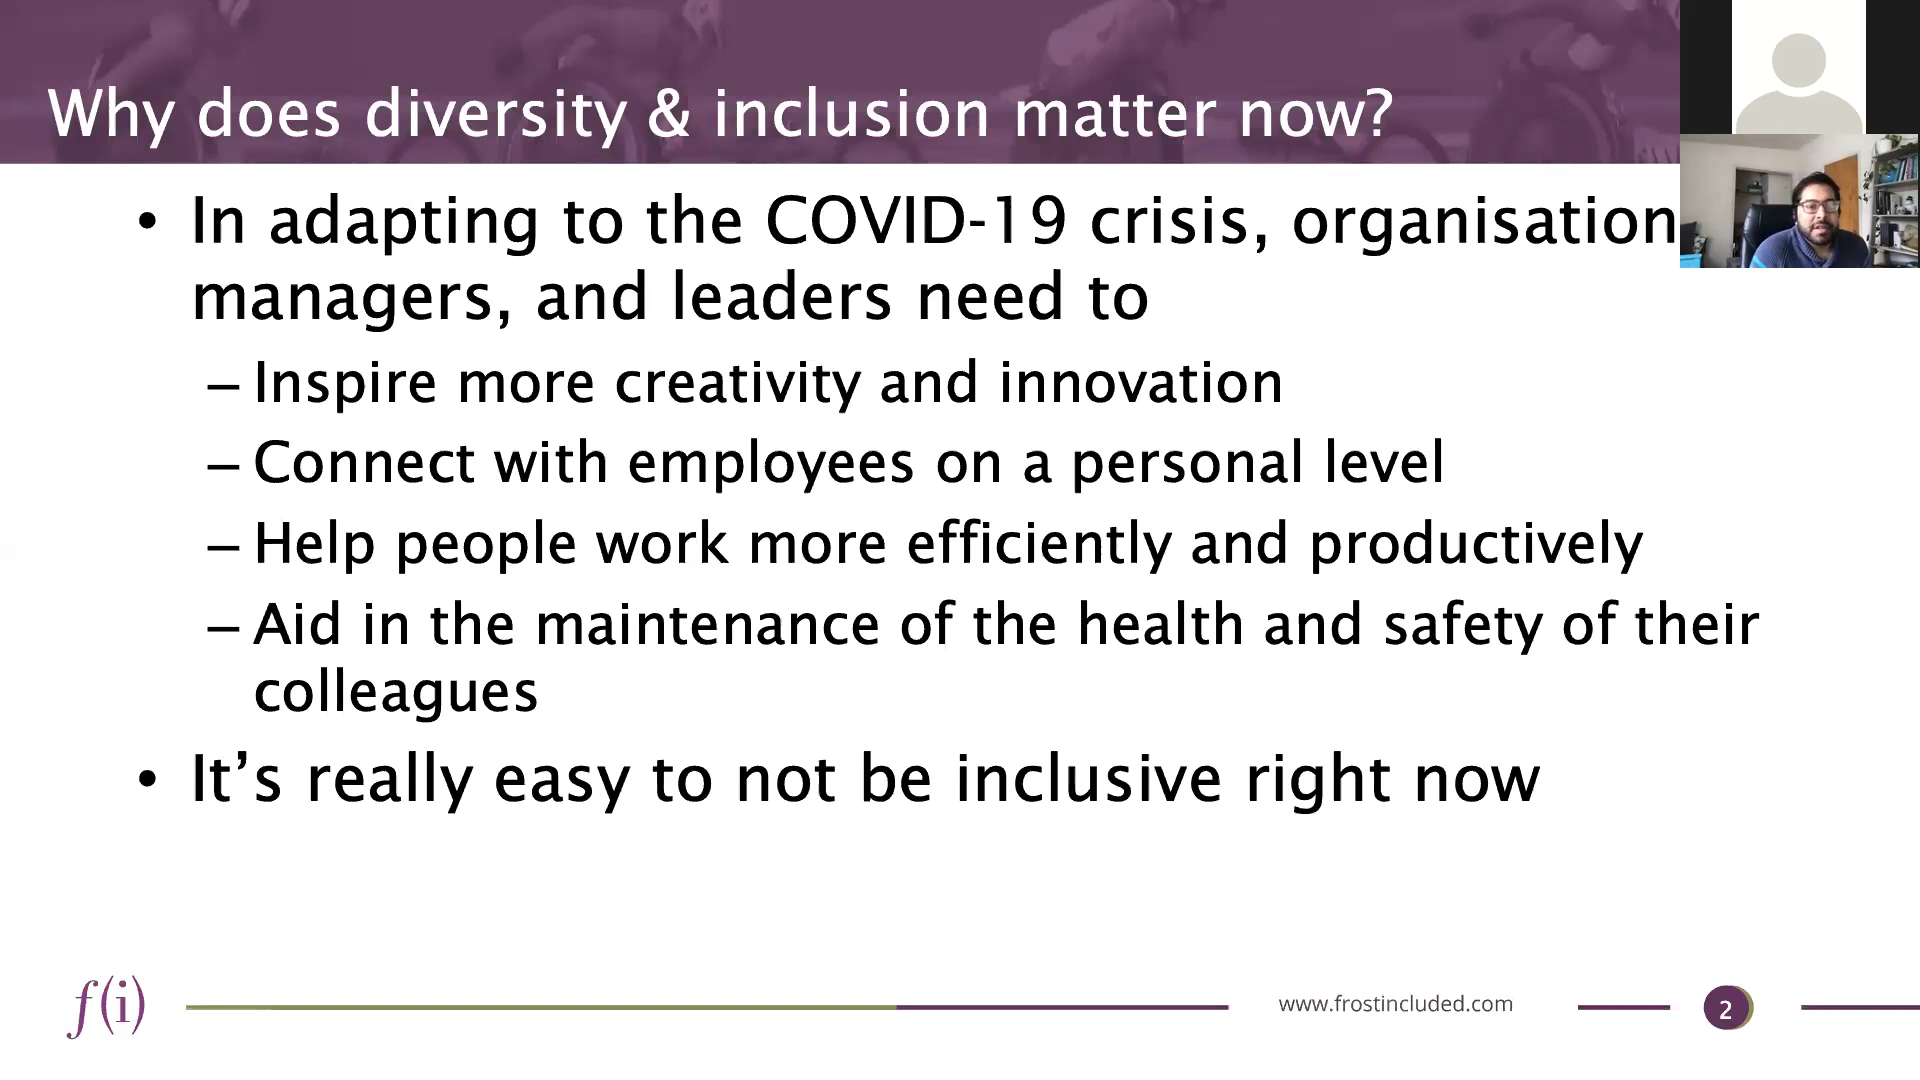 Why does diversity & inclusion matter now?
• In adapting to the COVID-19 crisis, organisation
managers, and leaders need to
– Inspire more creativity and innovation
– Connect with employees on a personal level
– Help people work more efficiently and productively
– Aid in the maintenance of the health and safety of their
colleagues
• It’s really easy to not be inclusive right now
f(i)
www.frostincluded.com
2